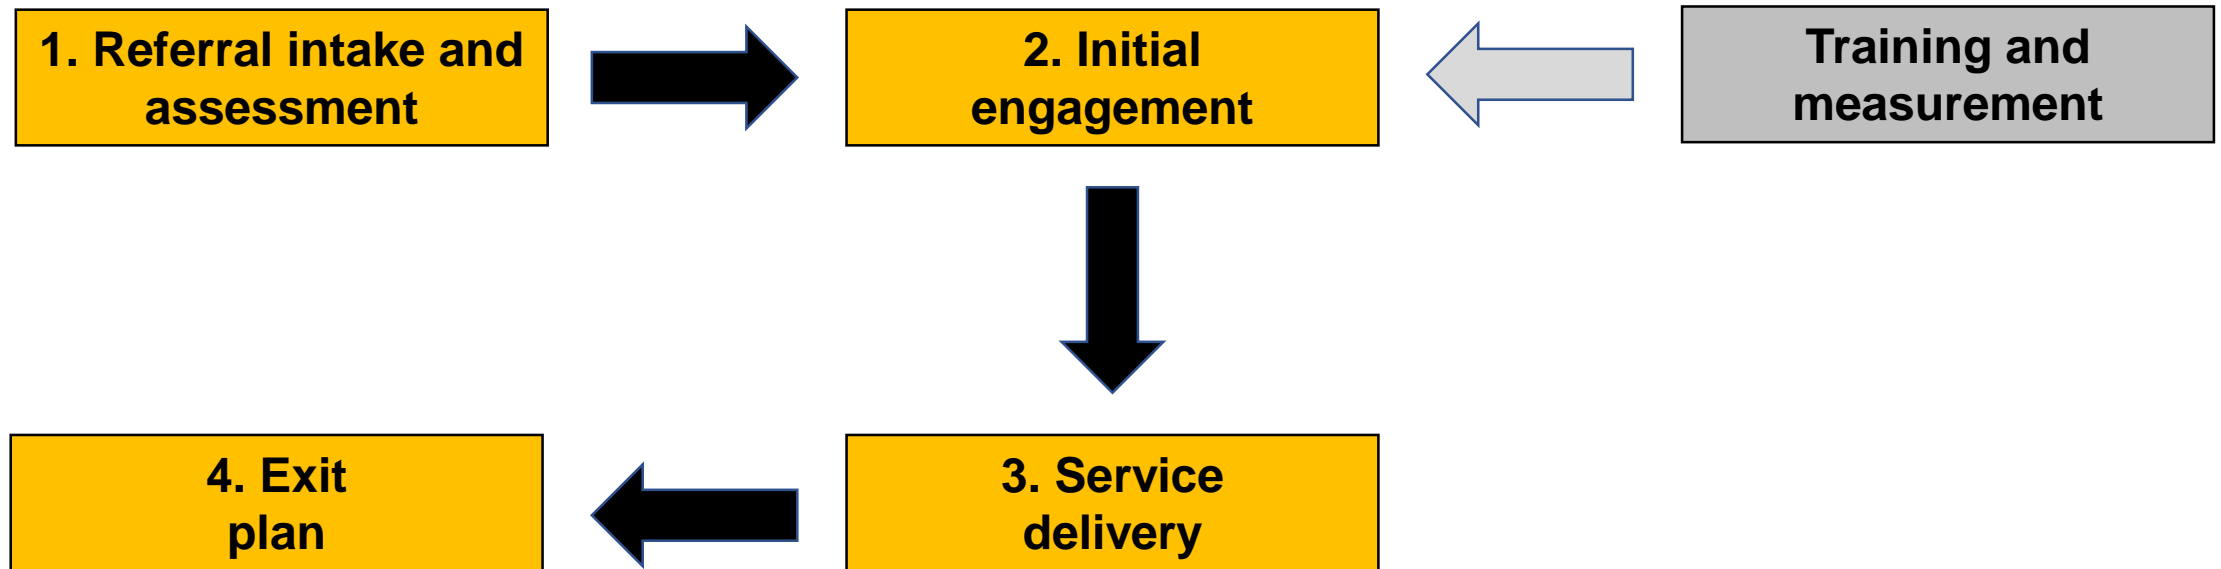 1. Referral intake and
assessment
2. Initial
engagement
Training and
measurement
4. Exit
plan
3. Service
delivery